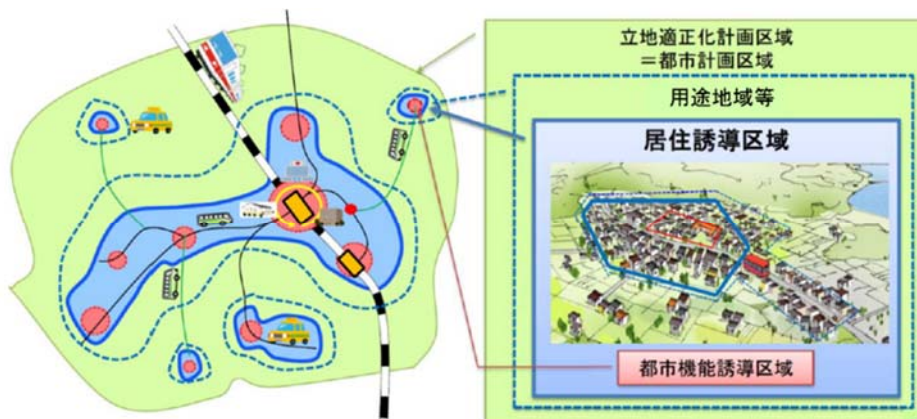 立地適正化計画区域
＝都市計画区域
用途地域等
居住誘導区域
都市機能誘導区域